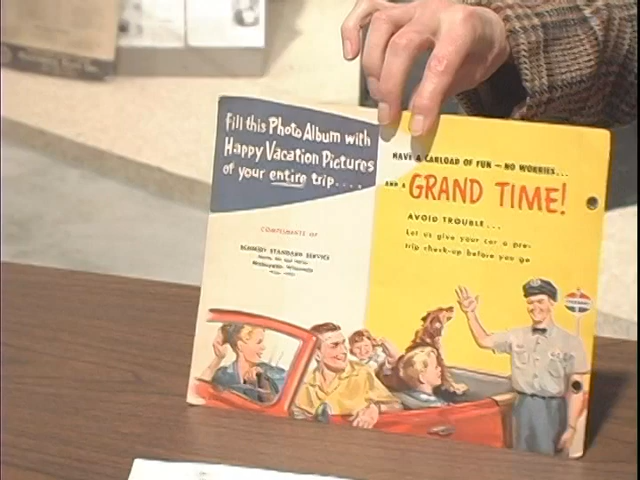 Fill this Photo Album with
Happy Vacation Pictures
of your entire trip....
HAVE A CARLOAD OF FUN - NO WORRIES...
AND A GRAND TIME!
AVOID TROUBLE...
Let us give your car a pre-
trip check-up before you go
COMPLIMENTS OF
STANDARD SERVICE